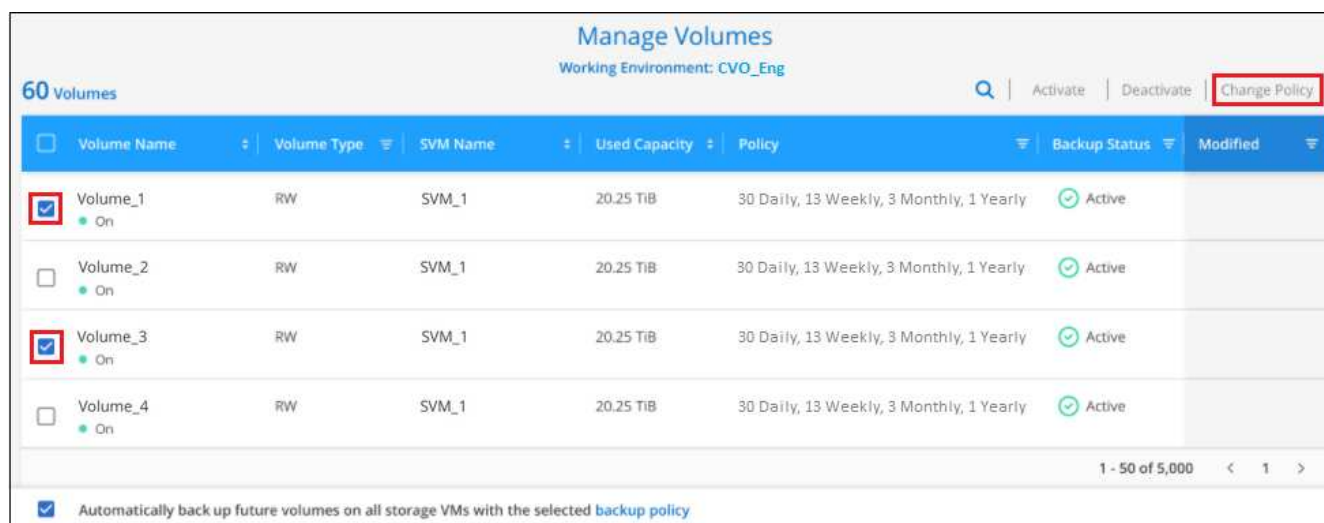 Manage Volumes
Working Environment: CVO_Eng
60 Volumes
Activate | Deactivate | Change Policy
Volume Name Volume Type SVM Name Used Capacity Policy Backup Status Modified
Volume_1 RW SVM_1 20.25 TiB 30 Daily, 13 Weekly, 3 Monthly, 1 Yearly Active
On
Volume_2 RW SVM_1 20.25 TiB 30 Daily, 13 Weekly, 3 Monthly, 1 Yearly Active
On
Volume_3 RW SVM_1 20.25 TiB 30 Daily, 13 Weekly, 3 Monthly, 1 Yearly Active
On
Volume_4 RW SVM_1 20.25 TiB 30 Daily, 13 Weekly, 3 Monthly, 1 Yearly Active
On
1 - 50 of 5,000 < 1 >
Automatically back up future volumes on all storage VMs with the selected backup policy